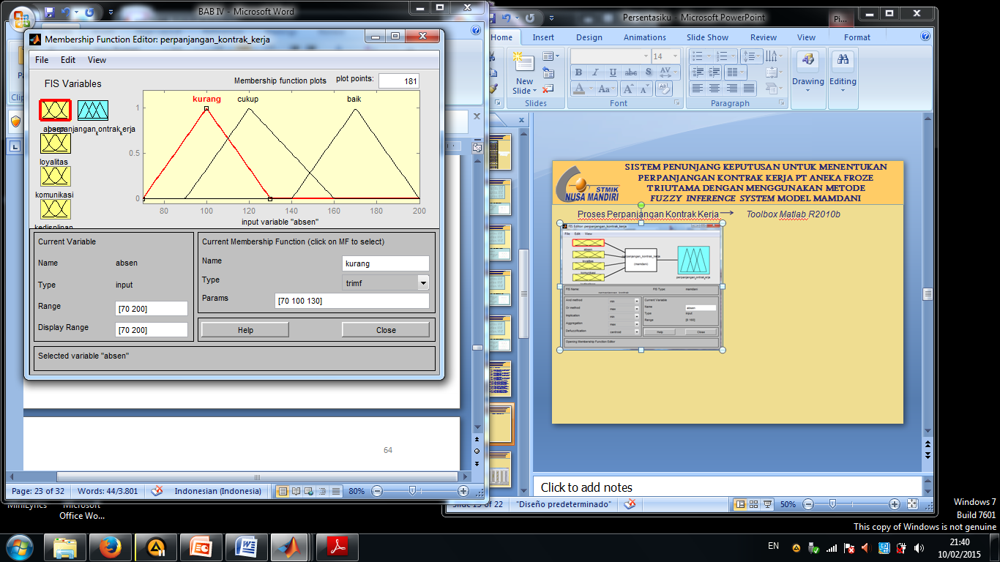 BAB IV - Microsoft Word
Membership Function Editor: perpanjangan_kontrak_kerja
File Edit View
FIS Variables
Membership function plots plot points: 181
kurang cukup baik
1
0.5
0
80 100 120 140 160 180 200
input variable "absen"
absen
loyalitas
komunikasi
Current Variable
Name absen
Type input
Range [70 200]
Display Range [70 200]
Current Membership Function (click on MF to select)
Name kurang
Type trimf
Params [70 100 130]
Help Close
Selected variable "absen"
64
Page: 23 of 32 Words: 44/3.801 Indonesian (Indonesia) 80%
Persentasiku - Microsoft PowerPoint
Pi...
Home Insert Design Animations Slide Show Review View Format
New Slide
14
B I U abc S AV
A Aa A A
Slides Font Paragraph
Drawing Editing
STMIK
NUSA MANDIRI
SISTEM PENUNJANG KEPUTUSAN UNTUK MENENTUKAN
PERPANJANGAN KONTRAK KERJA PT ANEKA FROZE
TRIUTAMA DENGAN MENGGUNAKAN METODE
FUZZY INFERENCE SYSTEM MODEL MAMDANI
Proses Perpanjangan Kontrak Kerja → Toolbox Matlab R2010b
FIS Editor: perpanjangan_kontrak_kerja
File Edit View
absen
loyalitas
komunikasi
perpanjangan_kontrak_kerja
(mamdani)
FIS Name FIS Type mamdani
And method min
Or method max
Implication min
Aggregation max
Defuzzification centroid
Current Variable
Name absen
Type input
Range
Help Close
Opening Membership Function Editor
Click to add notes
of 22 "Diseño predeterminado" 50%
MiniLyrics
Microsoft
Office Wo...
Windows 7
Build 7601
This copy of Windows is not genuine
EN
21:40
10/02/2015